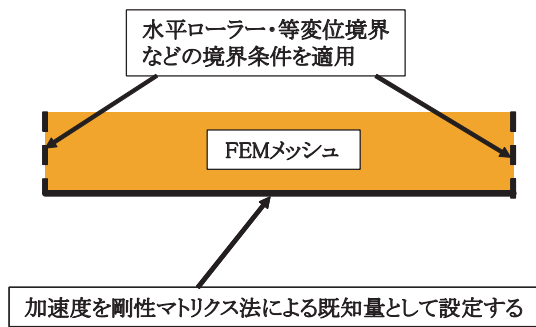 水平ローラー・等変位境界
などの境界条件を適用
FEMメッシュ
加速度を剛性マトリクス法による既知量として設定する